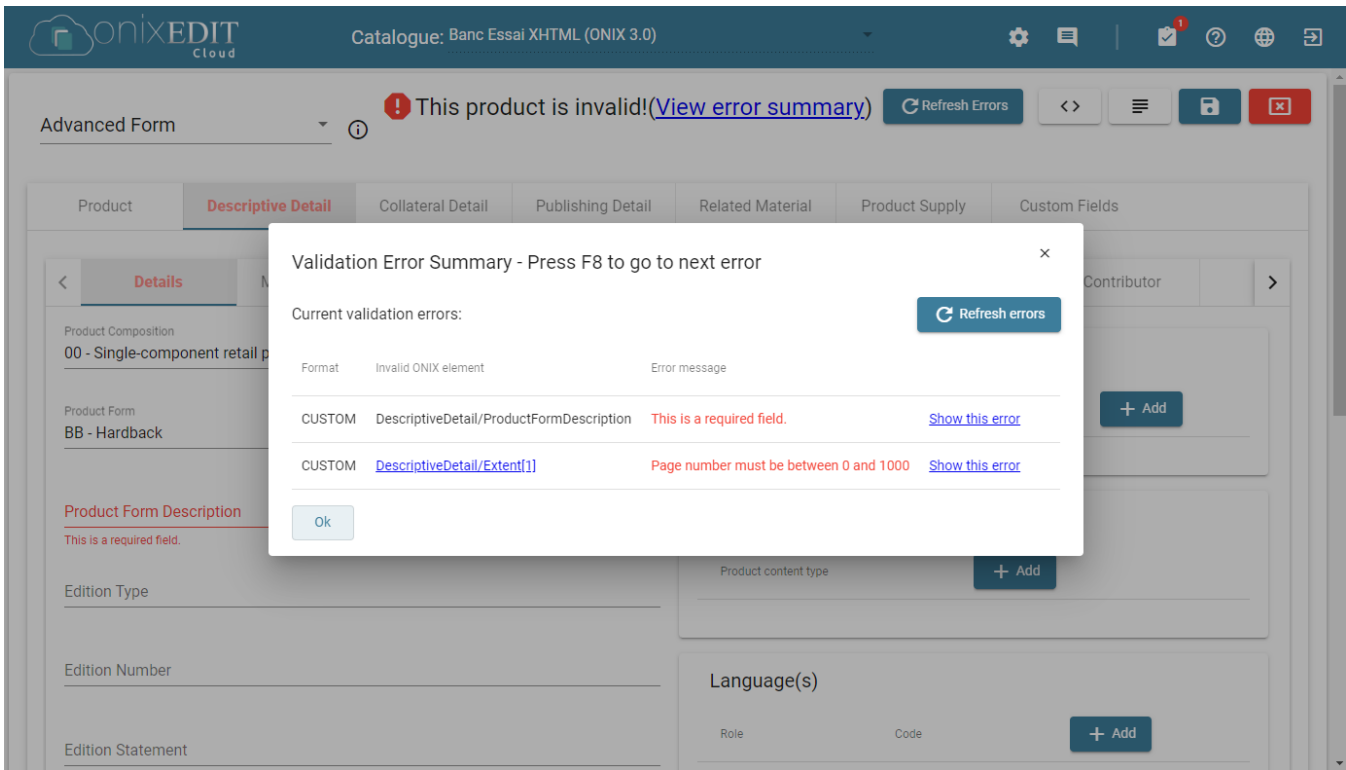 onixEDIT
Cloud
Catalogue: Banc Essai XHTML (ONIX 3.0)
1
Advanced Form
This product is invalid!(View error summary)
Refresh Errors
Product
Descriptive Detail
Collateral Detail
Publishing Detail
Related Material
Product Supply
Custom Fields
Details
Contributor
Validation Error Summary - Press F8 to go to next error
Current validation errors:
Refresh errors
Format
Invalid ONIX element
Error message
CUSTOM
DescriptiveDetail/ProductFormDescription
This is a required field.
Show this error
CUSTOM
DescriptiveDetail/Extent[1]
Page number must be between 0 and 1000
Show this error
Ok
Product Composition
00 - Single-component retail p
Product Form
BB - Hardback
Product Form Description
This is a required field.
Edition Type
Edition Number
Edition Statement
+ Add
Product content type
+ Add
Language(s)
Role
Code
+ Add